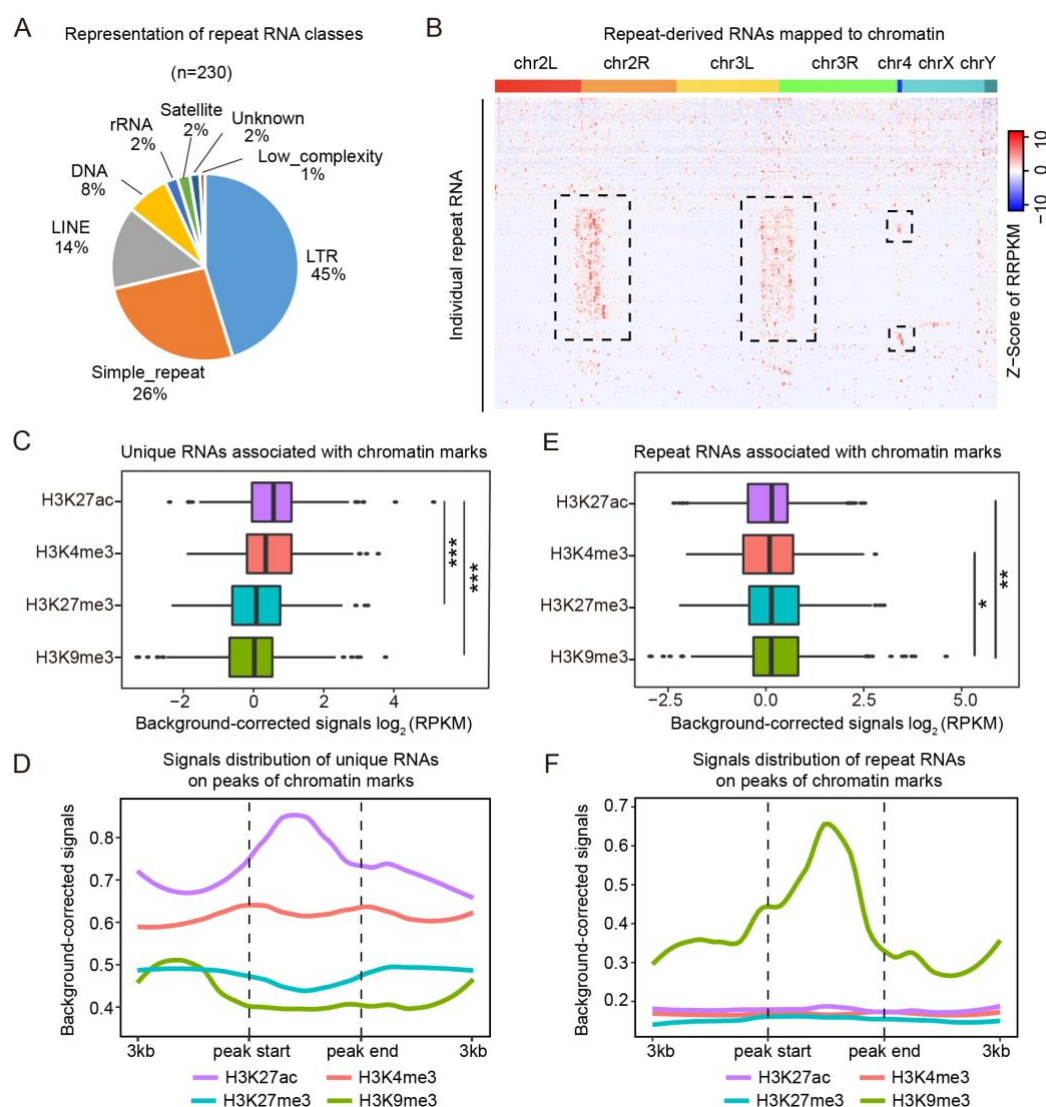 A
Representation of repeat RNA classes
(n=230)
Satellite
2%
Unknown
2%
rRNA
2%
Low_complexity
1%
DNA
8%
LINE
14%
LTR
45%
Simple_repeat
26%
B
Repeat-derived RNAs mapped to chromatin
chr2L chr2R chr3L chr3R chr4 chrX chrY
Individual repeat RNA
10
0
−10
Z-Score of RRPKM
C
Unique RNAs associated with chromatin marks
H3K27ac
H3K4me3
H3K27me3
H3K9me3
***
***
−2 0 2 4
Background-corrected signals log2 (RPKM)
E
Repeat RNAs associated with chromatin marks
H3K27ac
H3K4me3
H3K27me3
H3K9me3
*
**
−2.5 0.0 2.5 5.0
Background-corrected signals log2 (RPKM)
D
Signals distribution of unique RNAs
on peaks of chromatin marks
Background-corrected signals
0.8
0.7
0.6
0.5
0.4
3kb peak start peak end 3kb
H3K27ac H3K4me3
H3K27me3 H3K9me3
F
Signals distribution of repeat RNAs
on peaks of chromatin marks
Background-corrected signals
0.7
0.6
0.5
0.4
0.3
0.2
3kb peak start peak end 3kb
H3K27ac H3K4me3
H3K27me3 H3K9me3